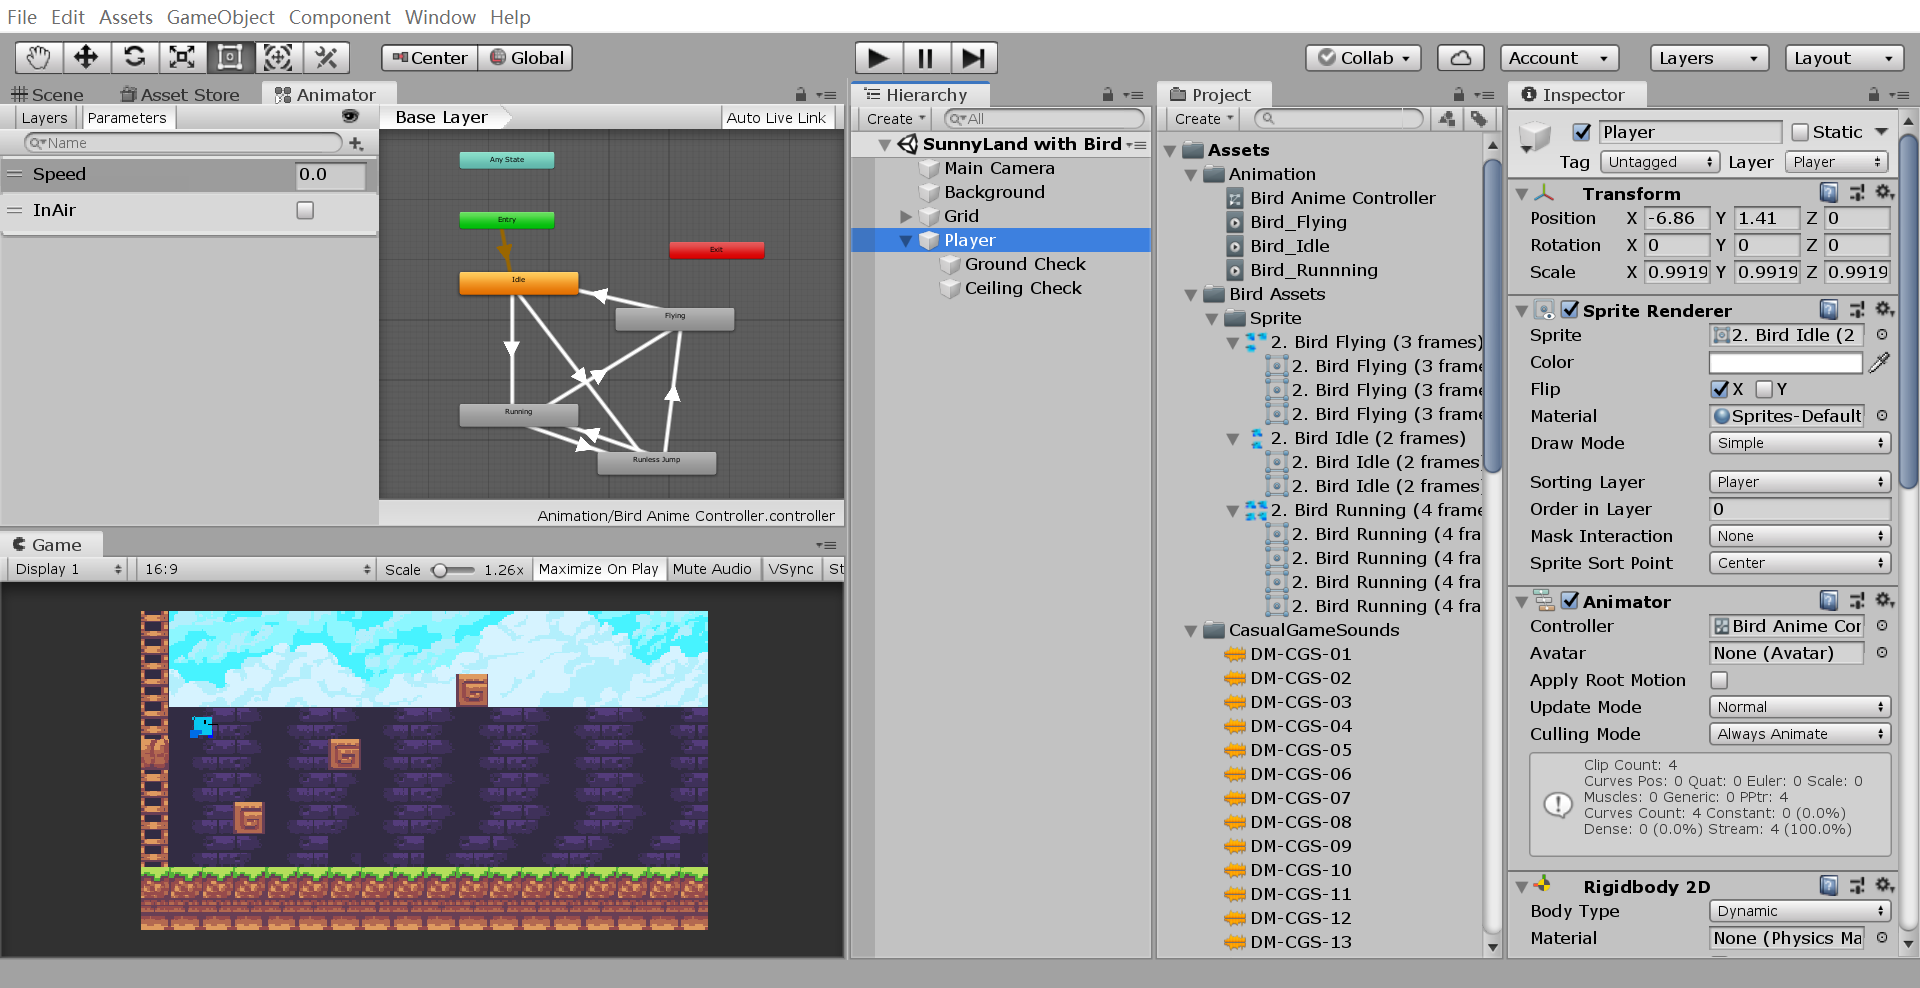 File Edit Assets GameObject Component Window Help
Center Global Collab Account Layers Layout
Scene Asset Store Animator
Layers Parameters Base Layer Auto Live Link
Name
Speed 0.0
InAir
Any State
Entry
Exit
Idle
Flying
Running
Runless Jump
Animation/Bird Anime Controller.controller
Game
Display 1 16:9 Scale 1.26x Maximize On Play Mute Audio VSync St
Hierarchy
Create All
SunnyLand with Bird
Main Camera
Background
Grid
Player
Ground Check
Ceiling Check
Project
Create
Assets
Animation
Bird Anime Controller
Bird_Flying
Bird_Idle
Bird_Runnning
Bird Assets
Sprite
2. Bird Flying (3 frames)
2. Bird Flying (3 frame
2. Bird Flying (3 frame
2. Bird Flying (3 frame
2. Bird Idle (2 frames)
2. Bird Idle (2 frames
2. Bird Idle (2 frames
2. Bird Running (4 frame
2. Bird Running (4 fra
2. Bird Running (4 fra
2. Bird Running (4 fra
2. Bird Running (4 fra
CasualGameSounds
DM-CGS-01
DM-CGS-02
DM-CGS-03
DM-CGS-04
DM-CGS-05
DM-CGS-06
DM-CGS-07
DM-CGS-08
DM-CGS-09
DM-CGS-10
DM-CGS-11
DM-CGS-12
DM-CGS-13
Inspector
Player Static
Tag Untagged Layer Player
Transform
Position X -6.86 Y 1.41 Z 0
Rotation X 0 Y 0 Z 0
Scale X 0.9919 Y 0.9919 Z 0.9919
Sprite Renderer
Sprite 2. Bird Idle (2
Color
Flip X Y
Material Sprites-Default
Draw Mode Simple
Sorting Layer Player
Order in Layer 0
Mask Interaction None
Sprite Sort Point Center
Animator
Controller Bird Anime Cor
Avatar None (Avatar)
Apply Root Motion
Update Mode Normal
Culling Mode Always Animate
Clip Count: 4
Curves Pos: 0 Quat: 0 Euler: 0 Scale: 0
Muscles: 0 Generic: 0 PPtr: 4
Curves Count: 4 Constant: 0 (0.0%)
Dense: 0 (0.0%) Stream: 4 (100.0%)
Rigidbody 2D
Body Type Dynamic
Material None (Physics Ma